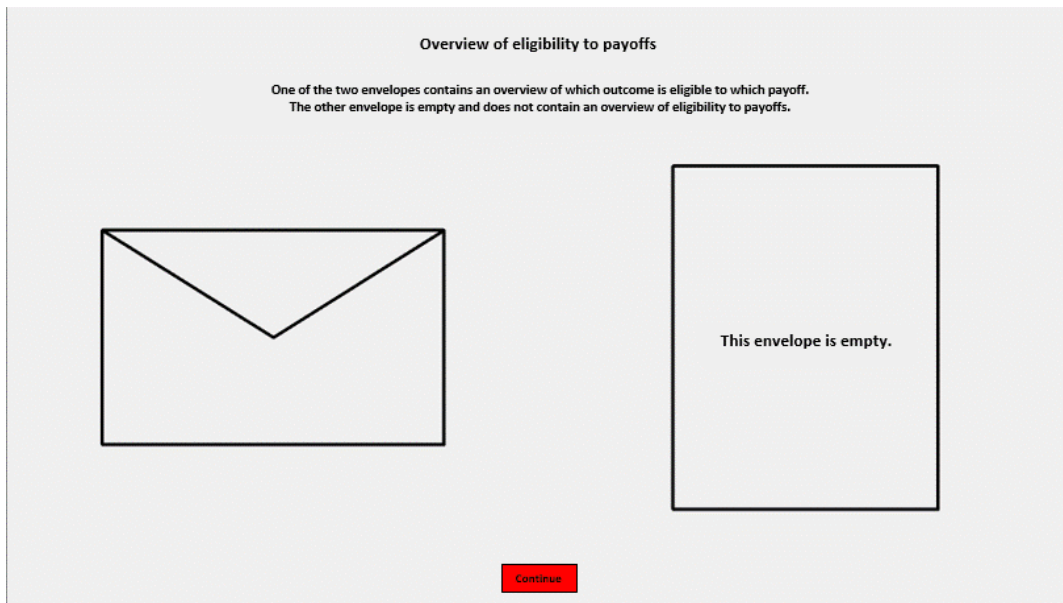 Overview of eligibility to payoffs
One of the two envelopes contains an overview of which outcome is eligible to which payoff.
The other envelope is empty and does not contain an overview of eligibility to payoffs.
This envelope is empty.
Continue